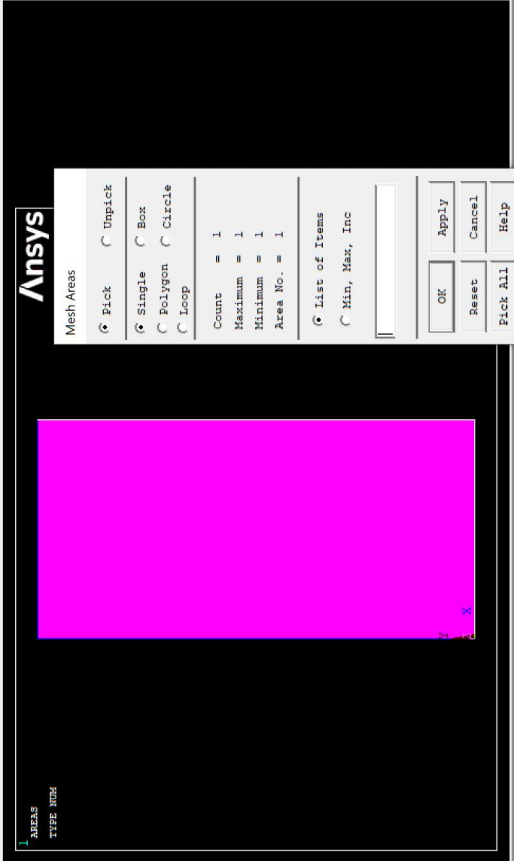 1
AREAS
TYPE NUM
Ansys
Mesh Areas
Pick Unpick
Single Box
Polygon Circle
Loop
Count = 1
Maximum = 1
Minimum = 1
Area No. = 1
List of Items
Min, Max, Inc
OK Apply
Reset Cancel
Pick All Help
Y
X